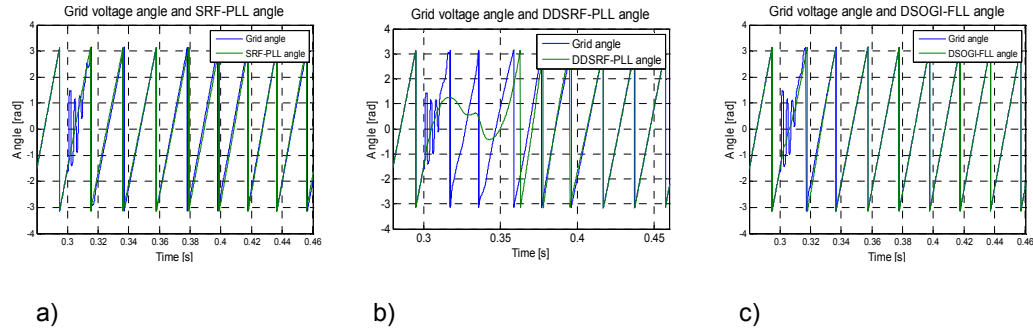 Grid voltage angle and SRF-PLL angle
4
3
2
1
0
-1
-2
-3
-4
Angle [rad]
Grid angle
SRF-PLL angle
0.3 0.32 0.34 0.36 0.38 0.4 0.42 0.44 0.46
Time [s]
a)
Grid voltage angle and DDSRF-PLL angle
4
3
2
1
0
-1
-2
-3
-4
Angle [rad]
Grid angle
DDSRF-PLL angle
0.3 0.35 0.4 0.45
Time [s]
b)
Grid voltage angle and DSOGI-FLL angle
4
3
2
1
0
-1
-2
-3
-4
Angle [rad]
Grid angle
DSOGI-FLL angle
0.3 0.32 0.34 0.36 0.38 0.4 0.42 0.44 0.46
Time [s]
c)